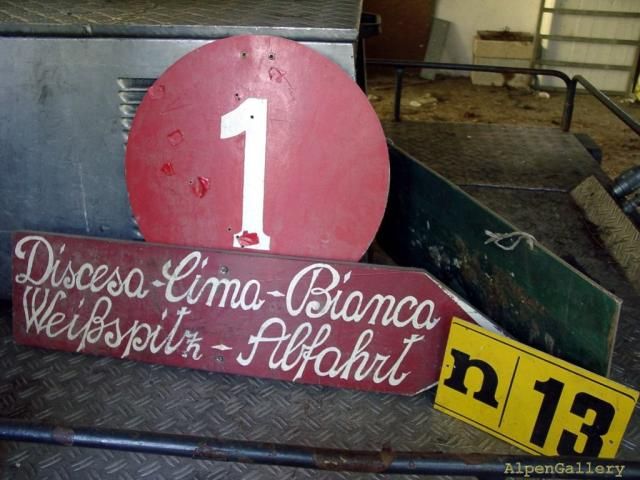 1
Discesa-Cima-Bianca
Weißspitz-Abfahrt
n 13
AlpenGallery